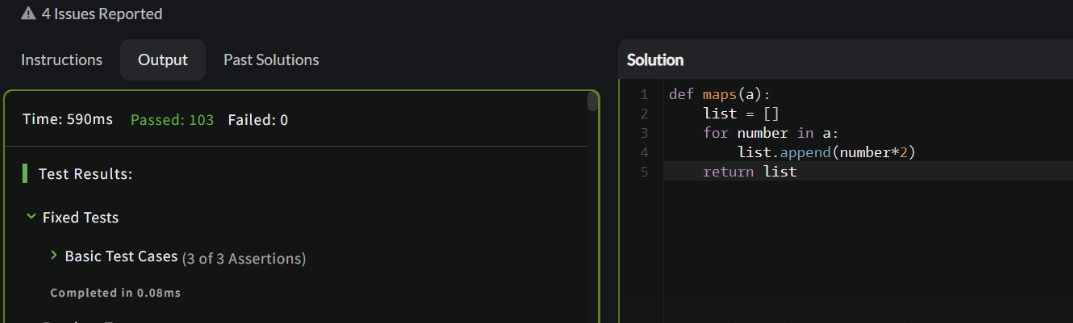 4 Issues Reported
Instructions
Output
Past Solutions
Time: 590ms Passed: 103 Failed: 0
Test Results:
Fixed Tests
Basic Test Cases (3 of 3 Assertions)
Completed in 0.08ms
Solution
1 def maps(a):
2     list = []
3     for number in a:
4         list.append(number*2)
5     return list